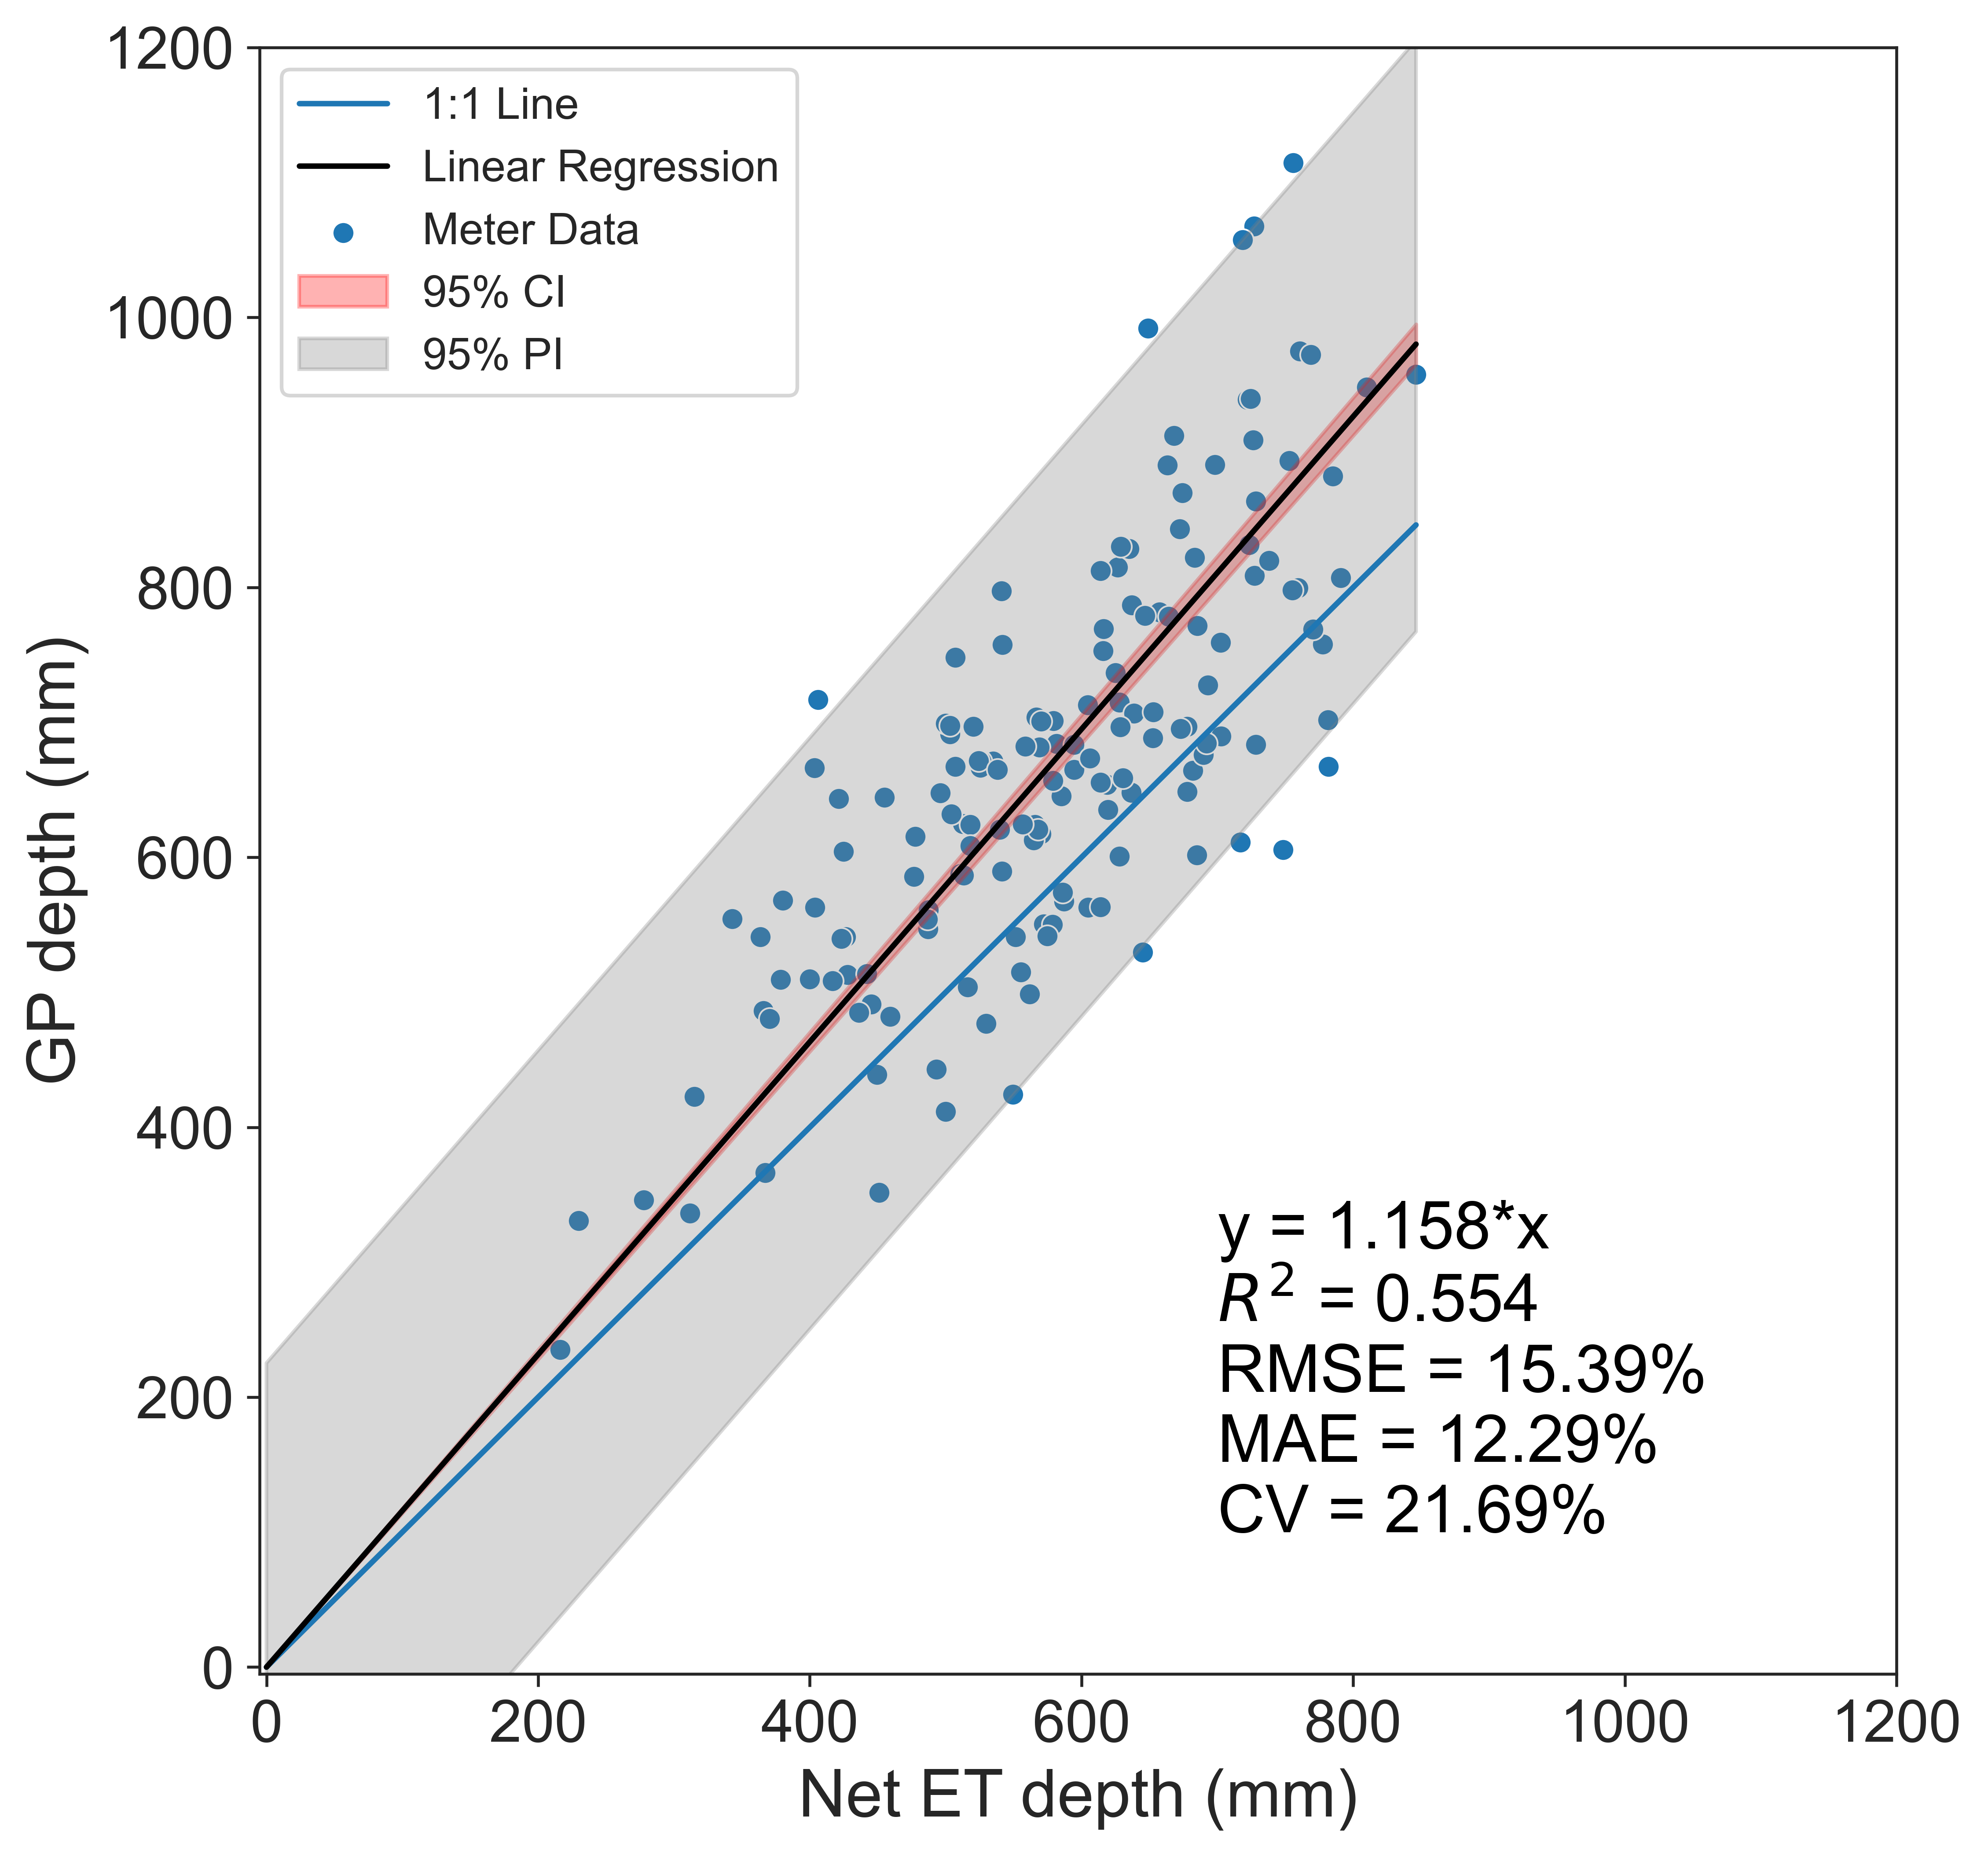 1200
1000
800
600
400
200
0
GP depth (mm)
1:1 Line
Linear Regression
Meter Data
95% CI
95% PI
y = 1.158*x
R² = 0.554
RMSE = 15.39%
MAE = 12.29%
CV = 21.69%
0 200 400 600 800 1000 1200
Net ET depth (mm)